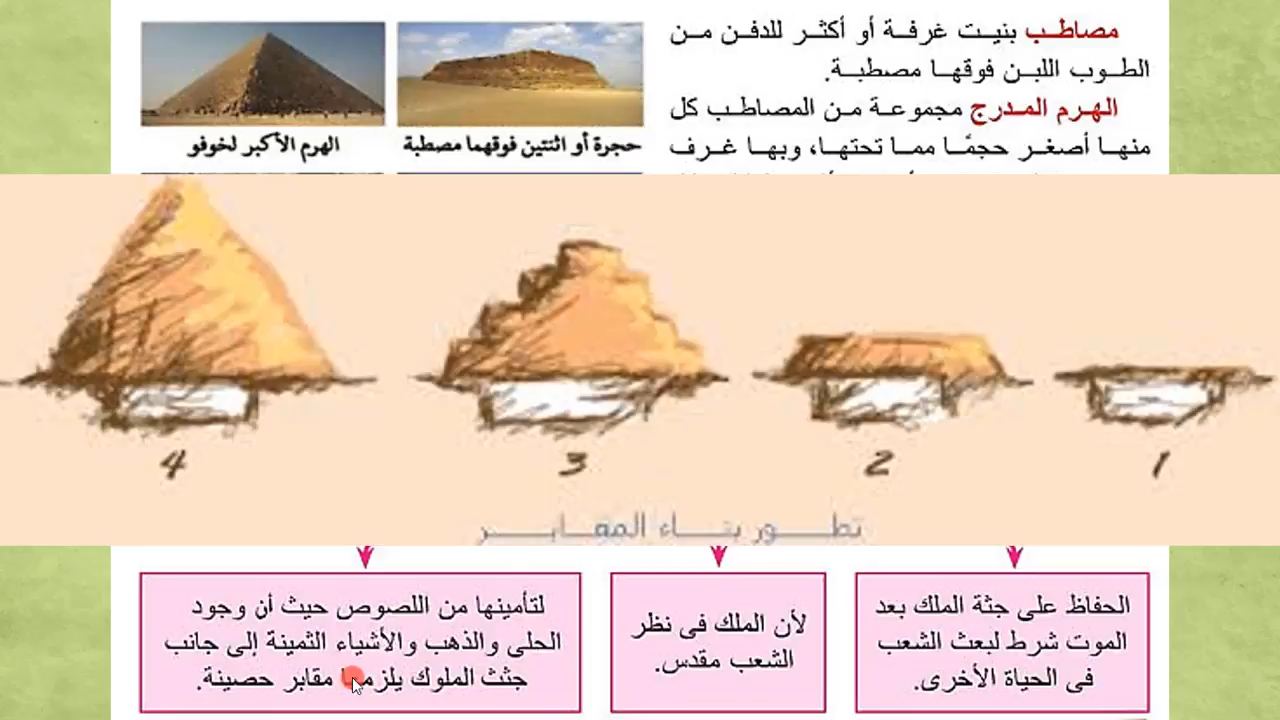 مصاطب بنيت غرفة أو أكثر للدفن من
الطوب اللبن فوقها مصطبة.
الهرم المدرج مجموعة من المصاطب كل
منها أصغر حجمًا مما تحتها، وبها غرف
حجرة أو اثنتين فوقهما مصطبة
الهرم الأكبر لخوفو
1
2
3
4
تطور بناء المقابر
الحفاظ على جثة الملك بعد
الموت شرط لبعث الشعب
فى الحياة الأخرى.
لأن الملك فى نظر
الشعب مقدس.
لتأمينها من اللصوص حيث أن وجود
الحلى والذهب والأشياء الثمينة إلى جانب
جثث الملوك يلزمها مقابر حصينة.